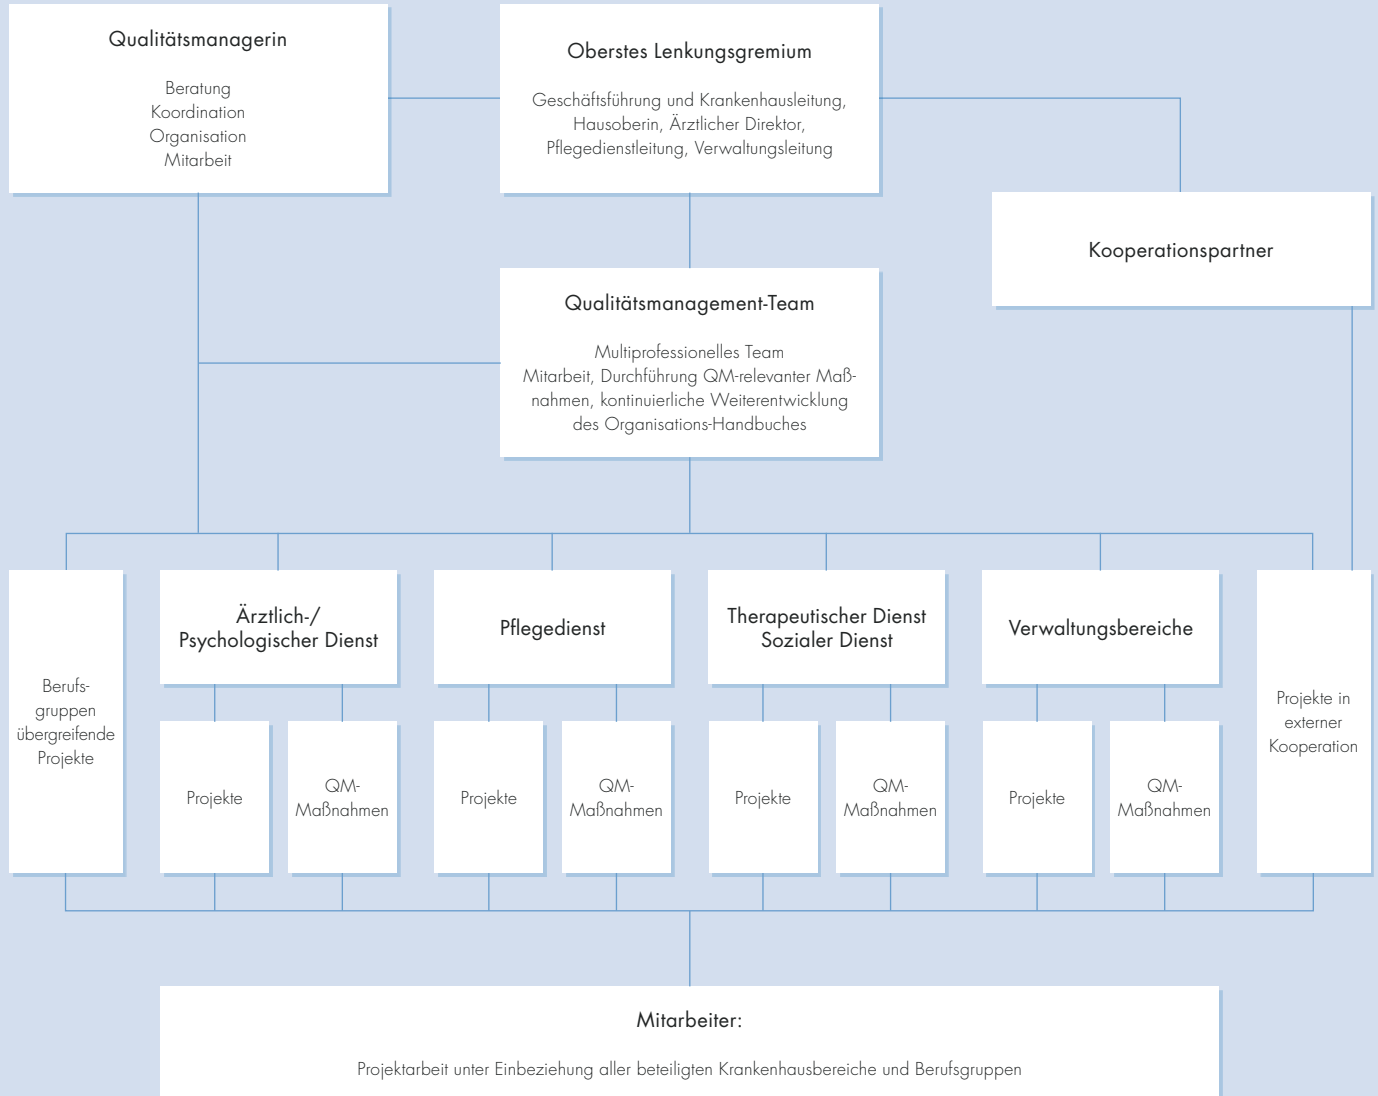 Qualitätsmanagerin
Beratung
Koordination
Organisation
Mitarbeit
Oberstes Lenkungsgremium
Geschäftsführung und Krankenhausleitung,
Hausoberin, Ärztlicher Direktor,
Pflegedienstleitung, Verwaltungsleitung
Kooperationspartner
Qualitätsmanagement-Team
Multiprofessionelles Team
Mitarbeit, Durchführung QM-relevanter Maß-
nahmen, kontinuierliche Weiterentwicklung
des Organisations-Handbuches
Berufs-
gruppen
übergreifende
Projekte
Ärztlich-/
Psychologischer Dienst
Projekte
QM-
Maßnahmen
Pflegedienst
Projekte
QM-
Maßnahmen
Therapeutischer Dienst
Sozialer Dienst
Projekte
QM-
Maßnahmen
Verwaltungsbereiche
Projekte
QM-
Maßnahmen
Projekte in
externer
Kooperation
Mitarbeiter:
Projektarbeit unter Einbeziehung aller beteiligten Krankenhausbereiche und Berufsgruppen